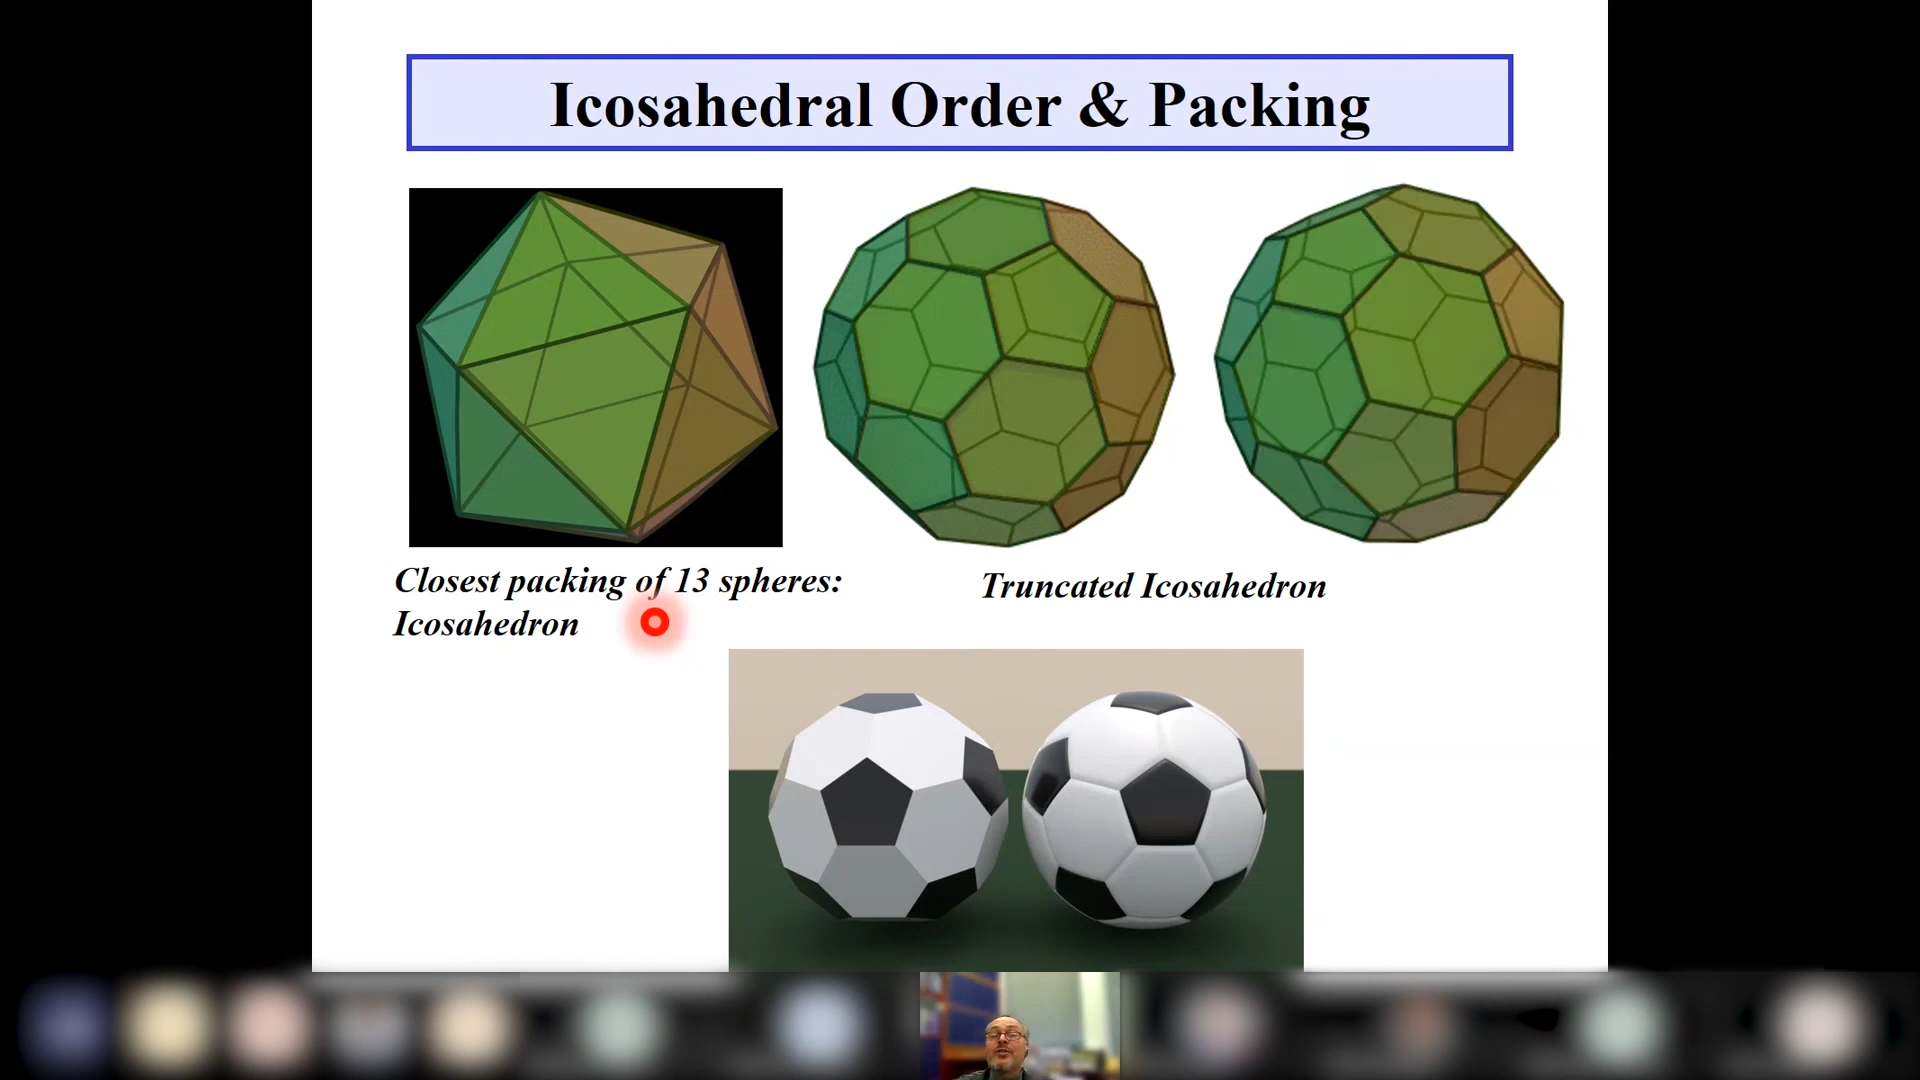 Icosahedral Order & Packing
Closest packing of 13 spheres:
Icosahedron
Truncated Icosahedron